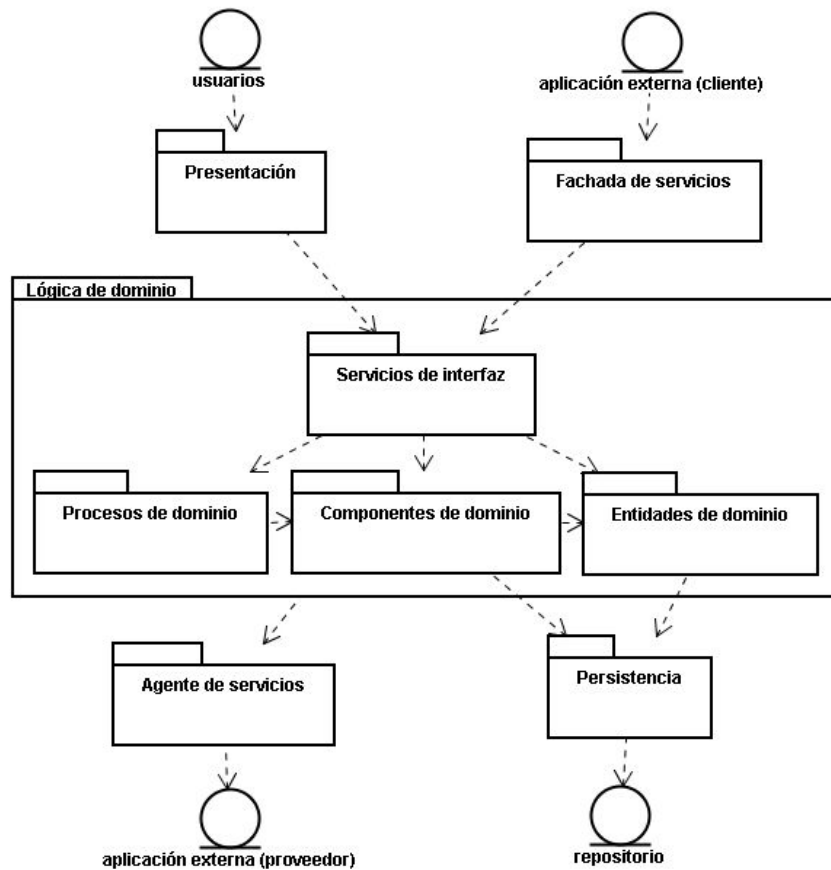 usuarios
aplicación externa (cliente)
Presentación
Fachada de servicios
Lógica de dominio
Servicios de interfaz
Procesos de dominio
Componentes de dominio
Entidades de dominio
Agente de servicios
Persistencia
aplicación externa (proveedor)
repositorio